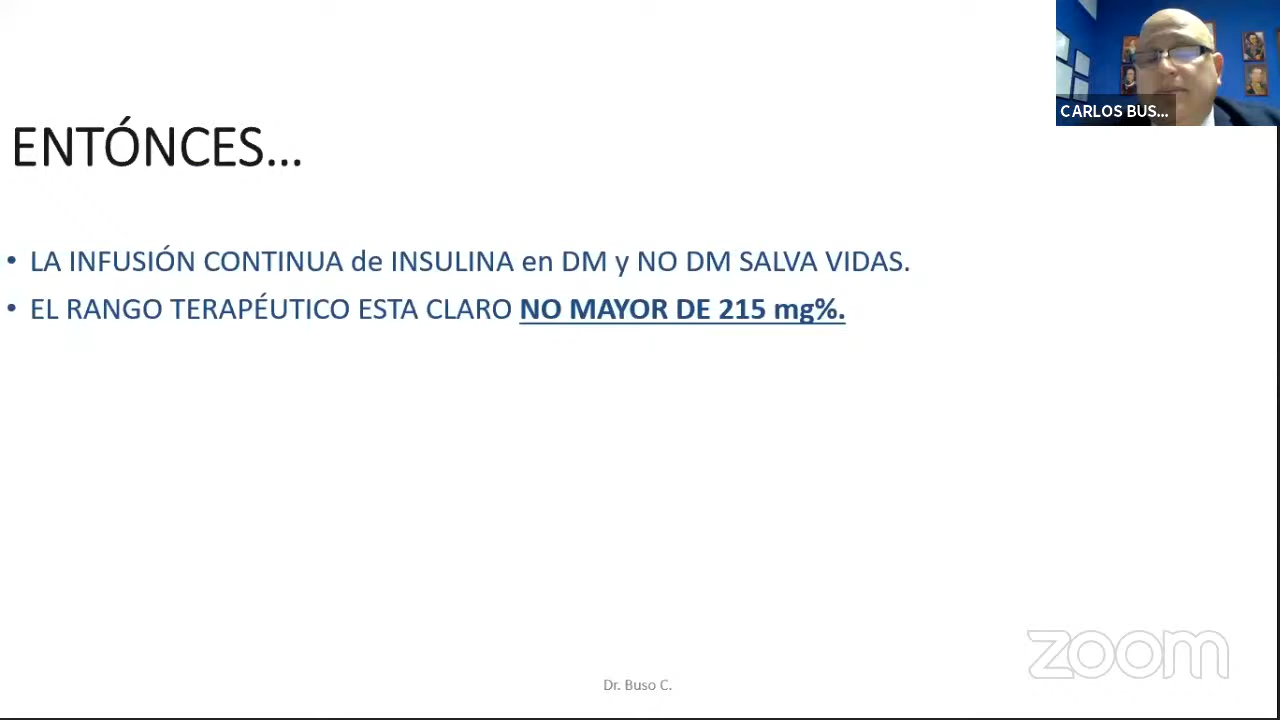 CARLOS BUS...
ENTÓNCES...
• LA INFUSIÓN CONTINUA de INSULINA en DM y NO DM SALVA VIDAS.
• EL RANGO TERAPÉUTICO ESTA CLARO NO MAYOR DE 215 mg%.
zoom
Dr. Buso C.